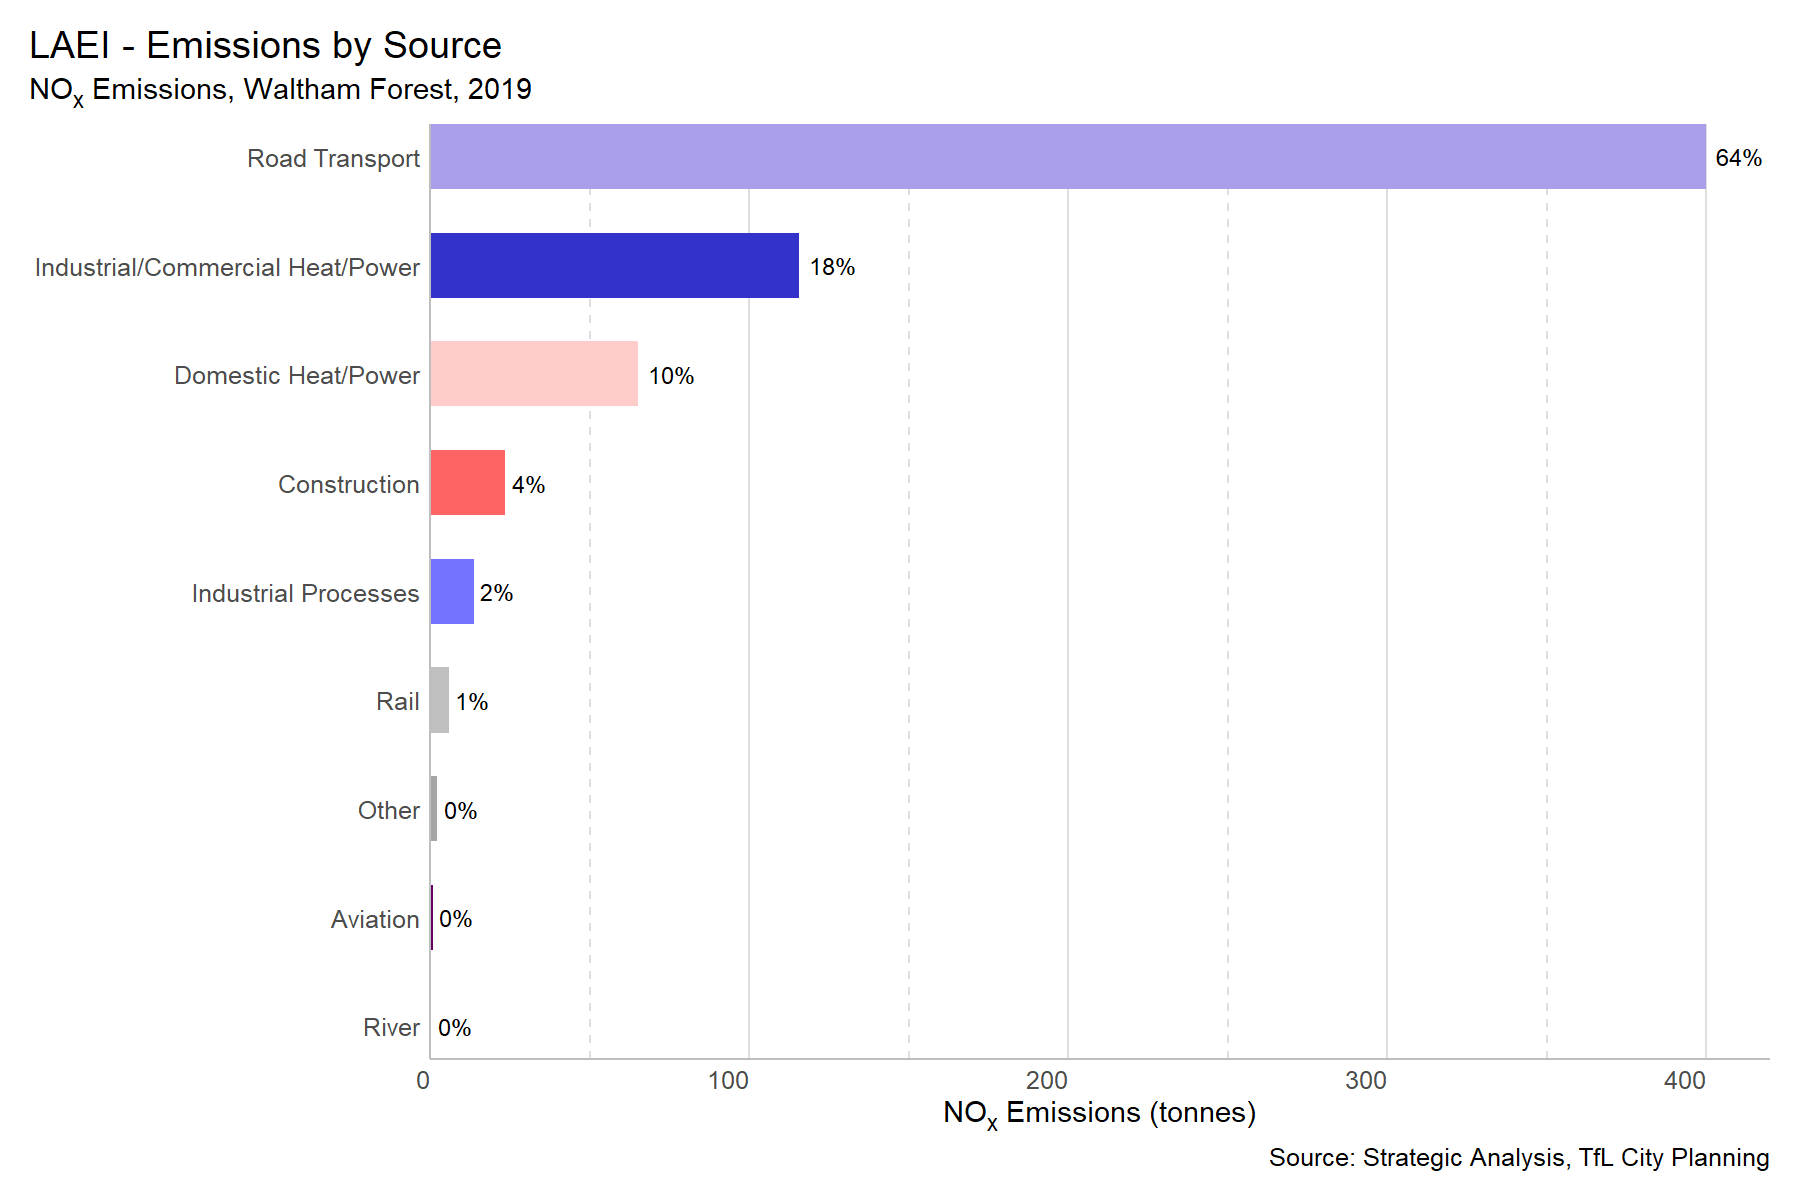 LAEI - Emissions by Source
NOx Emissions, Waltham Forest, 2019
Road Transport 64%
Industrial/Commercial Heat/Power 18%
Domestic Heat/Power 10%
Construction 4%
Industrial Processes 2%
Rail 1%
Other 0%
Aviation 0%
River 0%
0 100 200 300 400
NOx Emissions (tonnes)
Source: Strategic Analysis, TfL City Planning